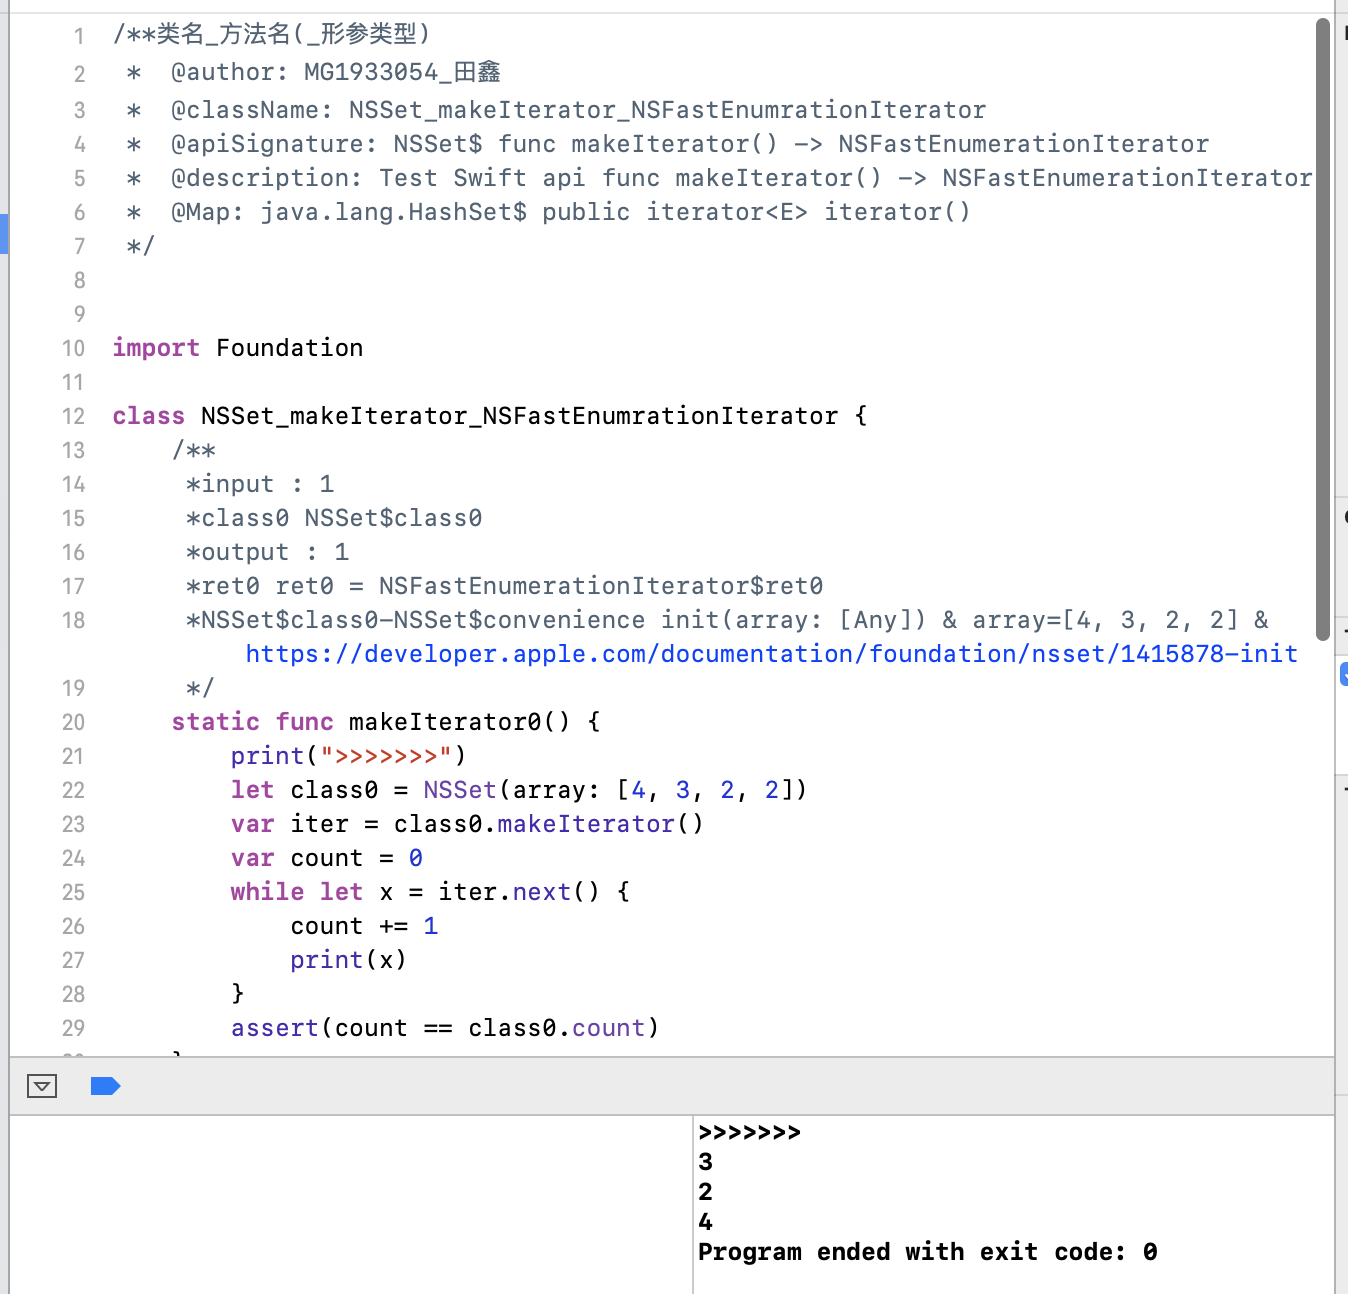 1 /**类名_方法名(_形参类型)
2 * @author: MG1933054_田鑫
3 * @className: NSSet_makeIterator_NSFastEnumrationIterator
4 * @apiSignature: NSSet$ func makeIterator() -> NSFastEnumerationIterator
5 * @description: Test Swift api func makeIterator() -> NSFastEnumerationIterator
6 * @Map: java.lang.HashSet$ public iterator<E> iterator()
7 */
8
9
10 import Foundation
11
12 class NSSet_makeIterator_NSFastEnumrationIterator {
13 /**
14 *input : 1
15 *class0 NSSet$class0
16 *output : 1
17 *ret0 ret0 = NSFastEnumerationIterator$ret0
18 *NSSet$class0-NSSet$convenience init(array: [Any]) & array=[4, 3, 2, 2] &
https://developer.apple.com/documentation/foundation/nsset/1415878-init
19 */
20 static func makeIterator0() {
21 print(">>>>>>>")
22 let class0 = NSSet(array: [4, 3, 2, 2])
23 var iter = class0.makeIterator()
24 var count = 0
25 while let x = iter.next() {
26 count += 1
27 print(x)
28 }
29 assert(count == class0.count)
>>>>>>>
3
2
4
Program ended with exit code: 0